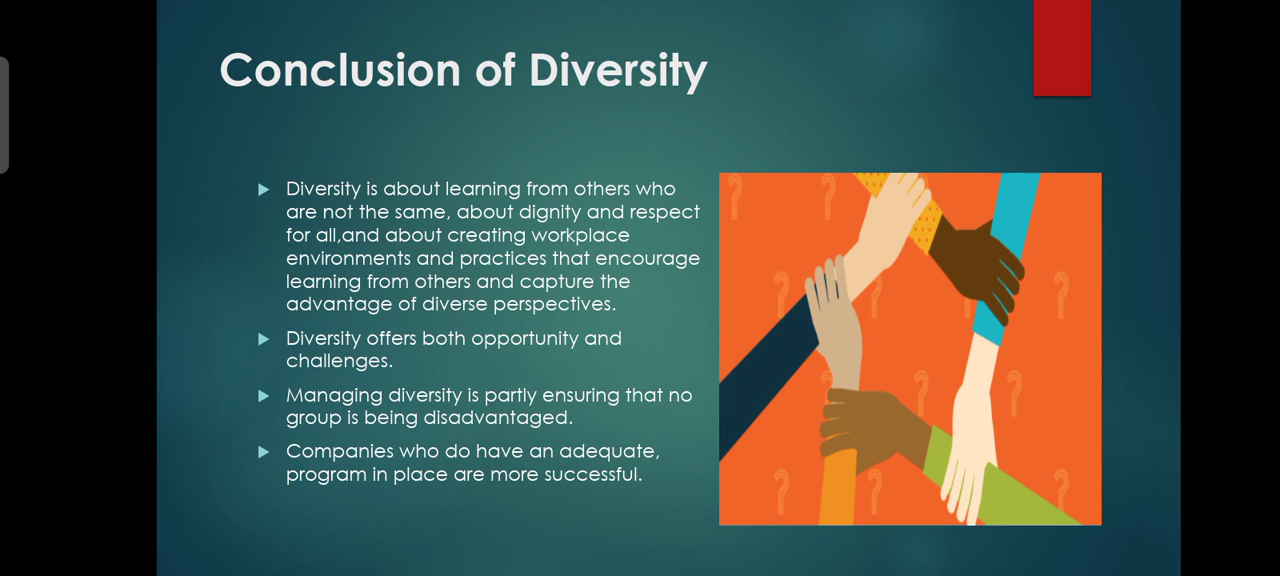 Conclusion of Diversity
Diversity is about learning from others who
are not the same, about dignity and respect
for all,and about creating workplace
environments and practices that encourage
learning from others and capture the
advantage of diverse perspectives.
Diversity offers both opportunity and
challenges.
Managing diversity is partly ensuring that no
group is being disadvantaged.
Companies who do have an adequate,
program in place are more successful.